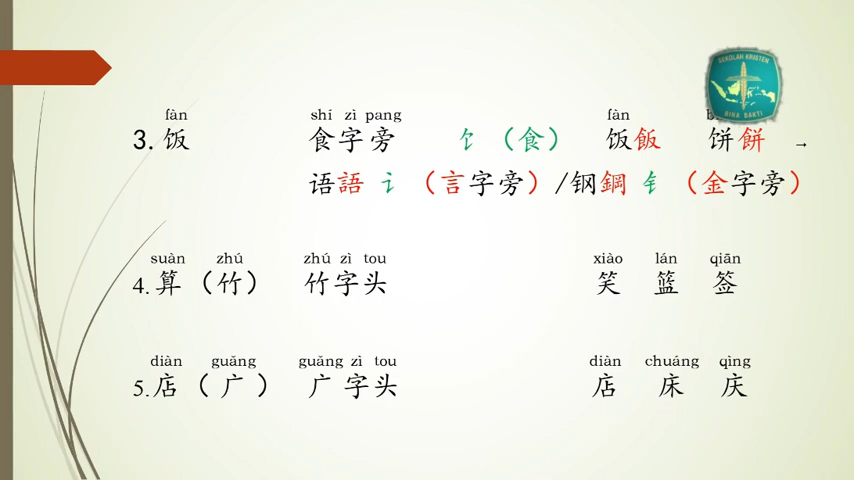 fàn shí zì pang fàn
3. 饭 食字旁 饣（食） 饭飯 饼餅 →
语語 讠（言字旁）/钢鋼 钅（金字旁）
suàn zhú zhú zì tou xiào lán qiān
4. 算（竹） 竹字头 笑 篮 签
diàn guăng guăng zì tou diàn chuáng qìng
5. 店（广） 广字头 店 床 庆
SEKOLAH KRISTEN
BINA BAKTI